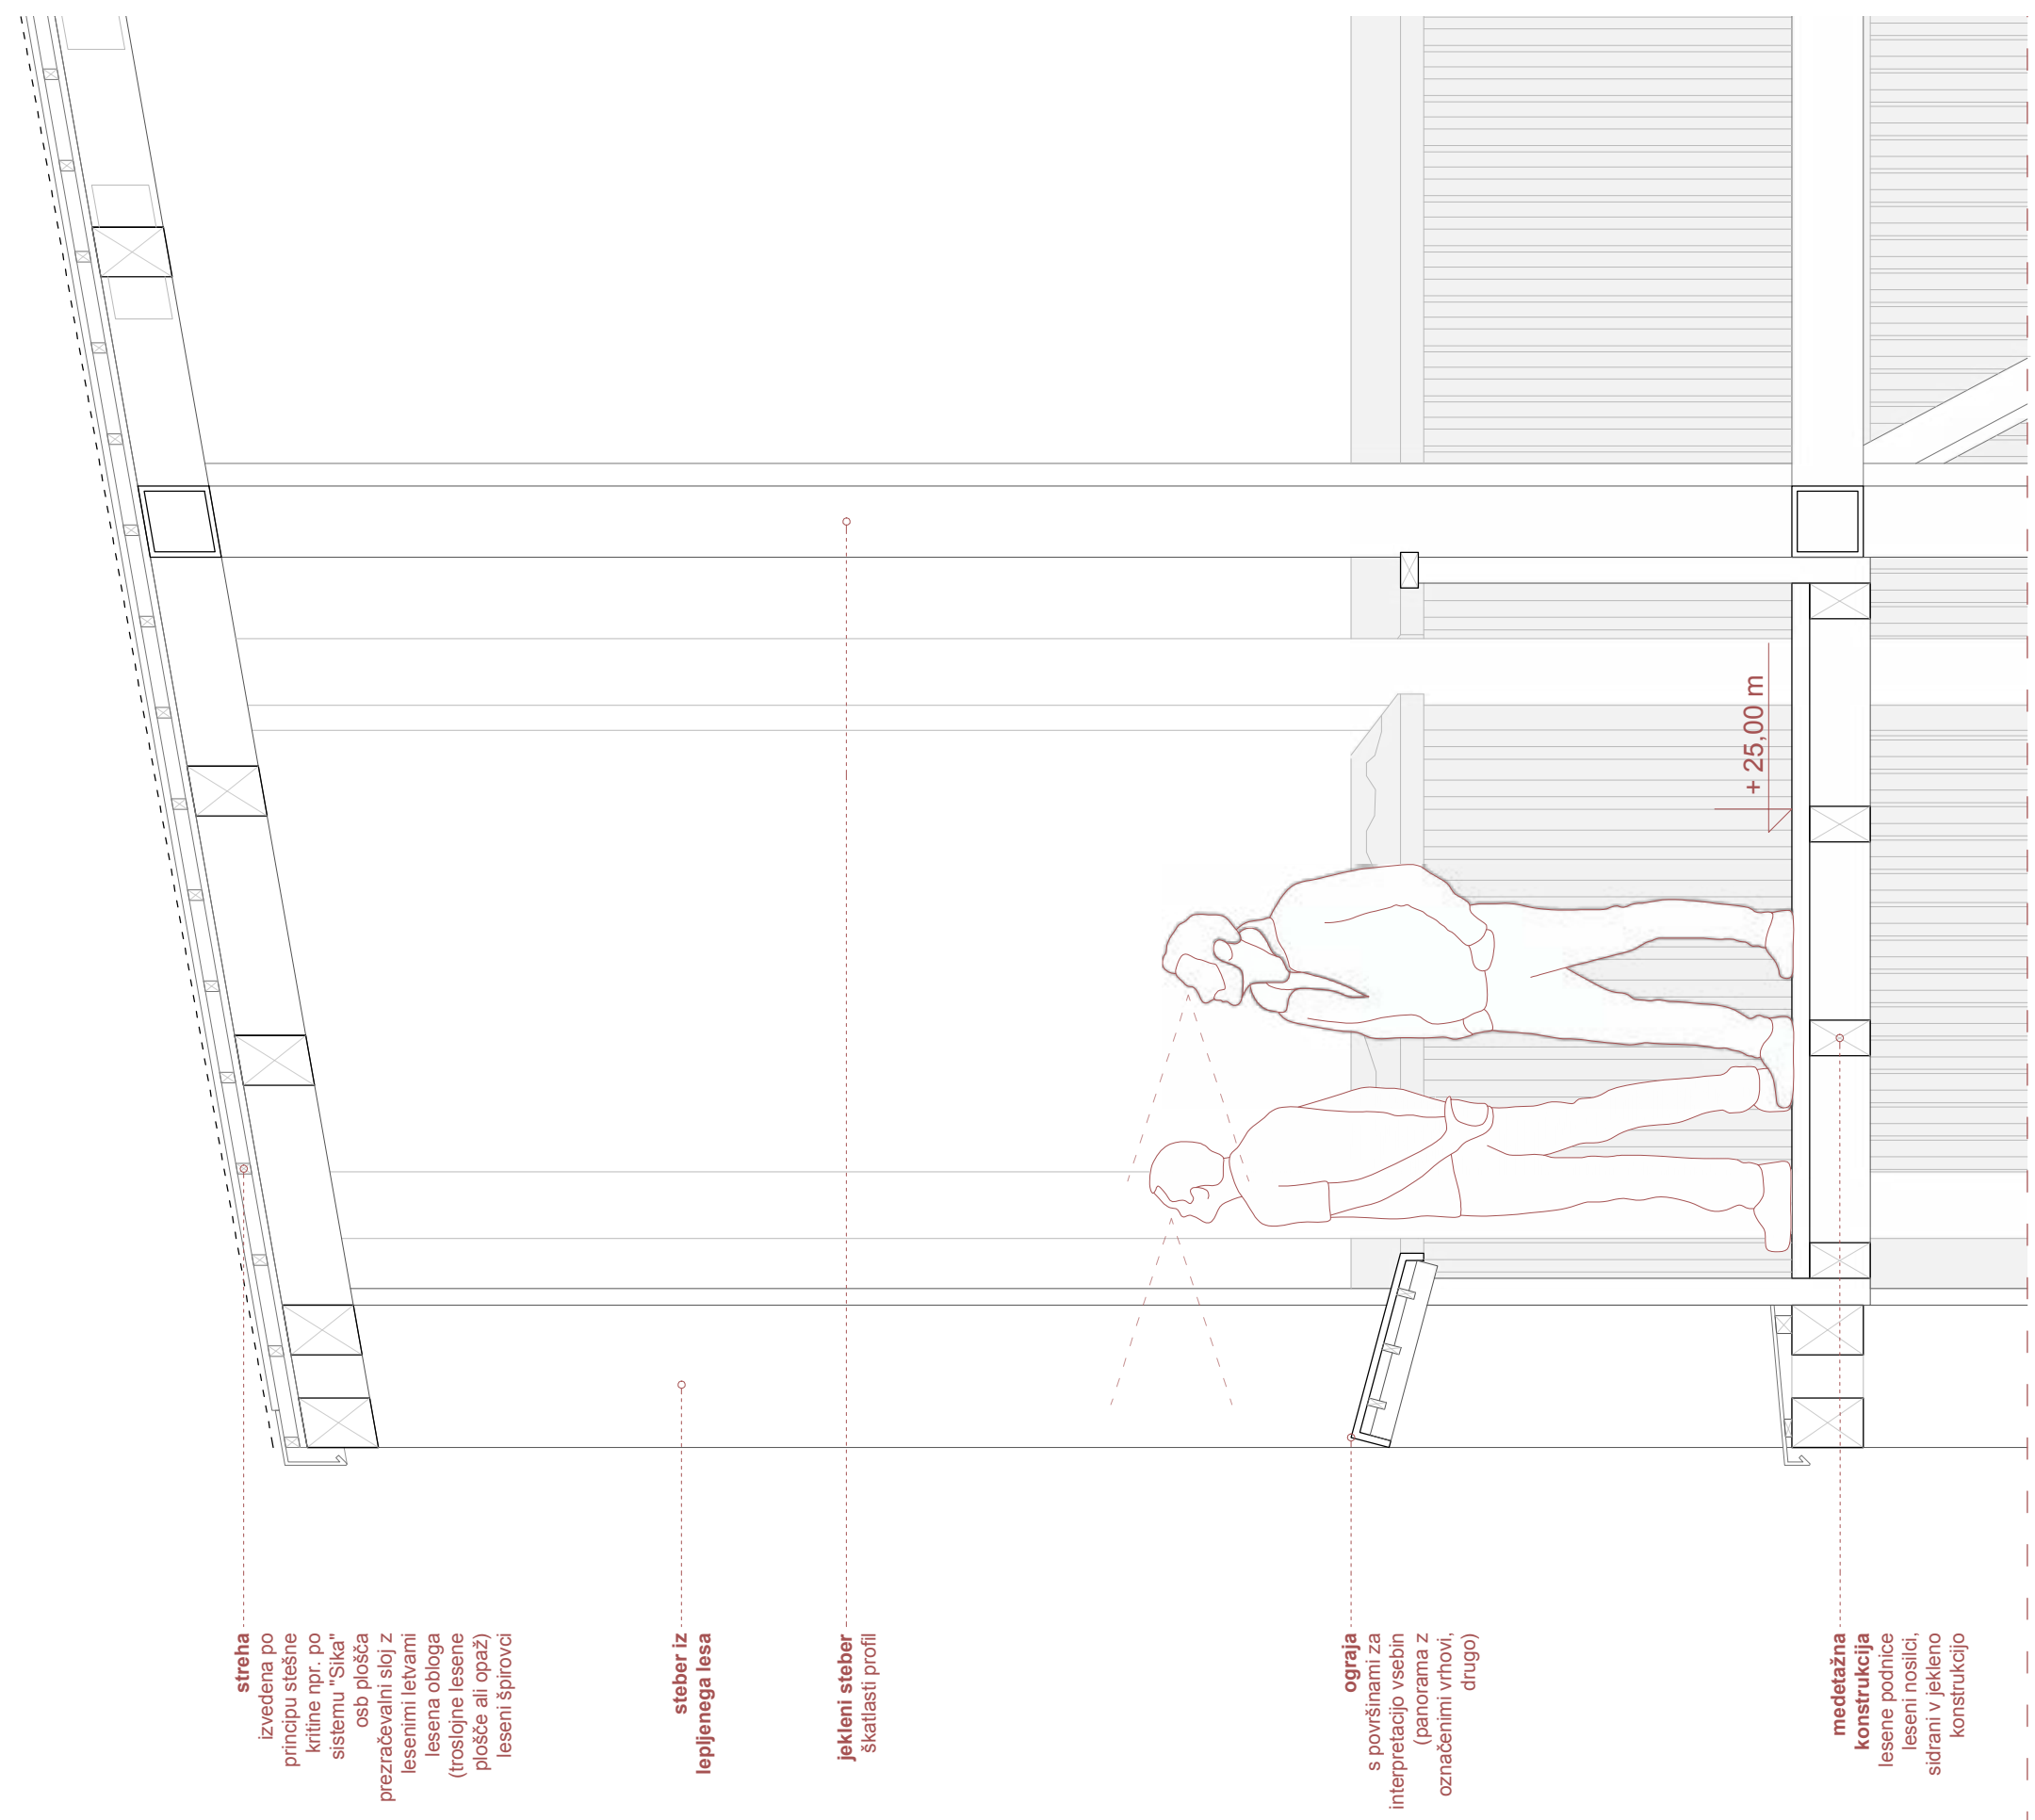 streha
izvedena po
principu stešne
kritine npr. po
sistemu "Sika"
osb plošča
prezračevalni sloj z
lesenimi letvami
lesena obloga
(troslojne lesene
plošče ali opaž)
leseni špirovci
steber iz
lepljenega lesa
jekleni steber
škatlasti profil
ograja
s površinami za
interpretacijo vsebin
(panorama z
označenimi vrhovi,
drugo)
+ 25,00 m
medetažna
konstrukcija
lesene podnice
leseni nosilci,
sidrani v jekleno
konstrukcijo